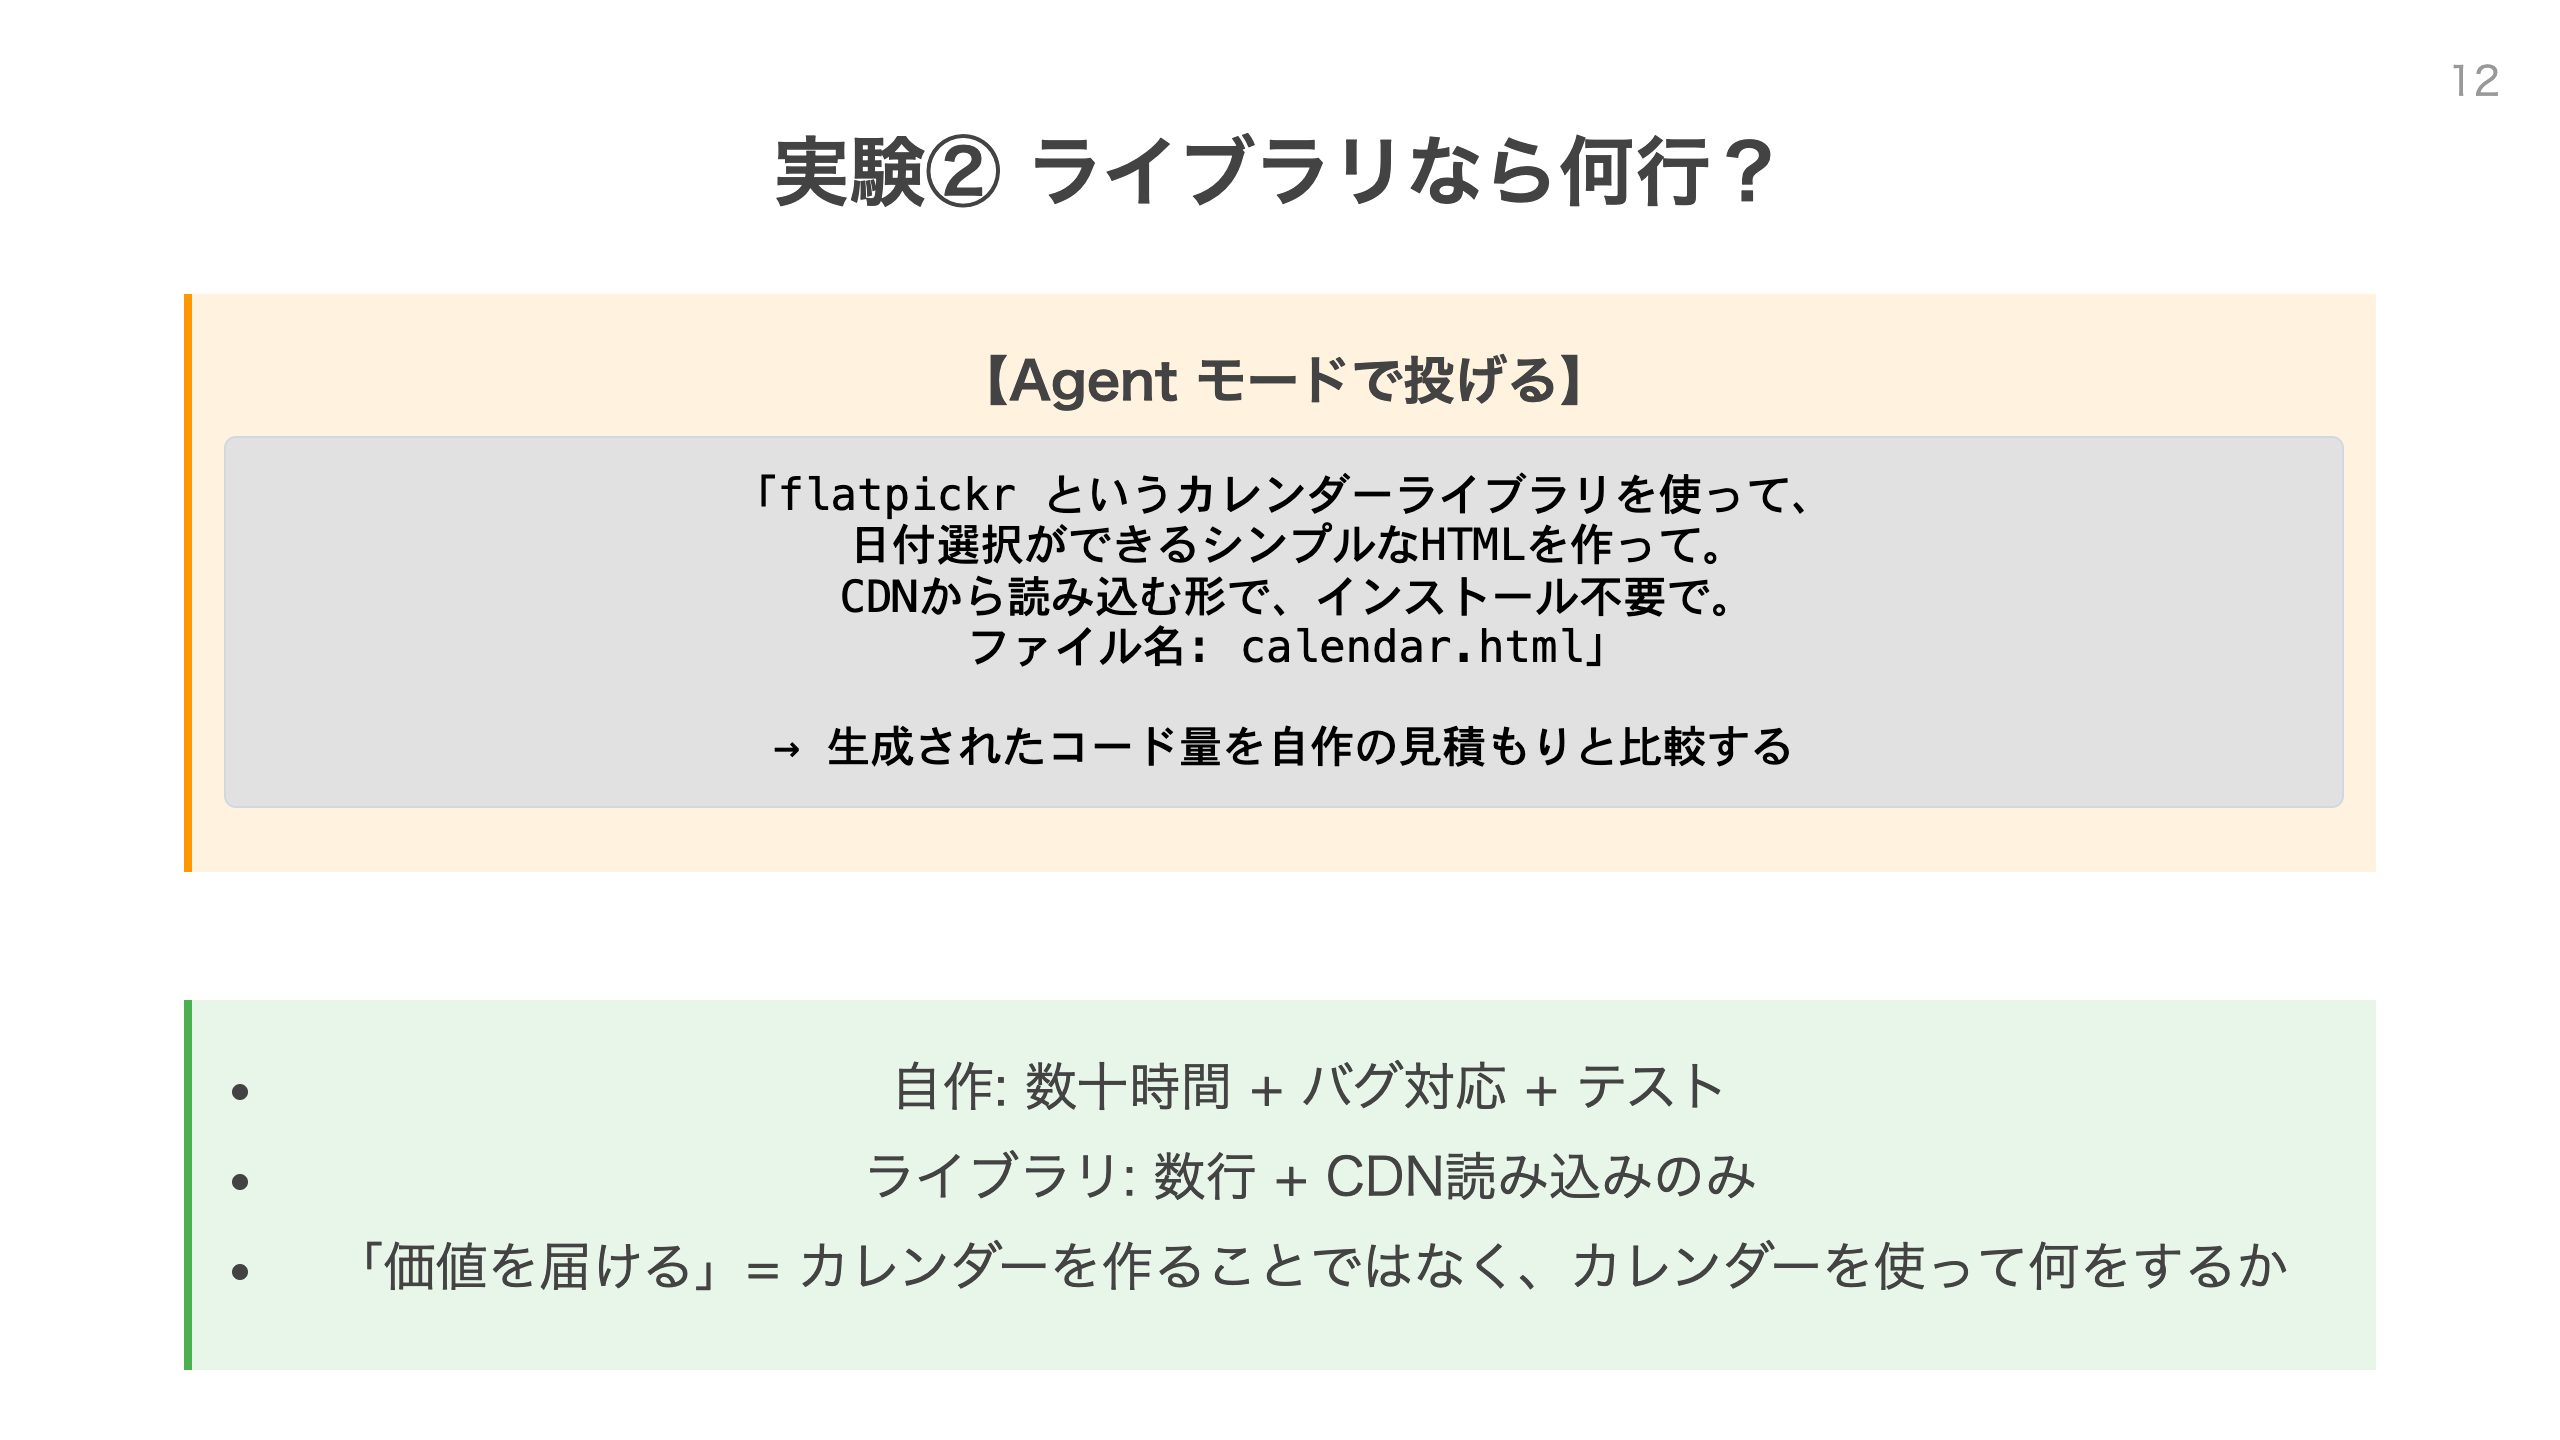 12
実験② ライブラリなら何行？
【Agent モードで投げる】
「flatpickr というカレンダーライブラリを使って、
日付選択ができるシンプルなHTMLを作って。
CDNから読み込む形で、インストール不要で。
ファイル名: calendar.html」
→ 生成されたコード量を自作の見積もりと比較する
• 自作: 数十時間 + バグ対応 + テスト
• ライブラリ: 数行 + CDN読み込みのみ
• 「価値を届ける」= カレンダーを作ることではなく、カレンダーを使って何をするか